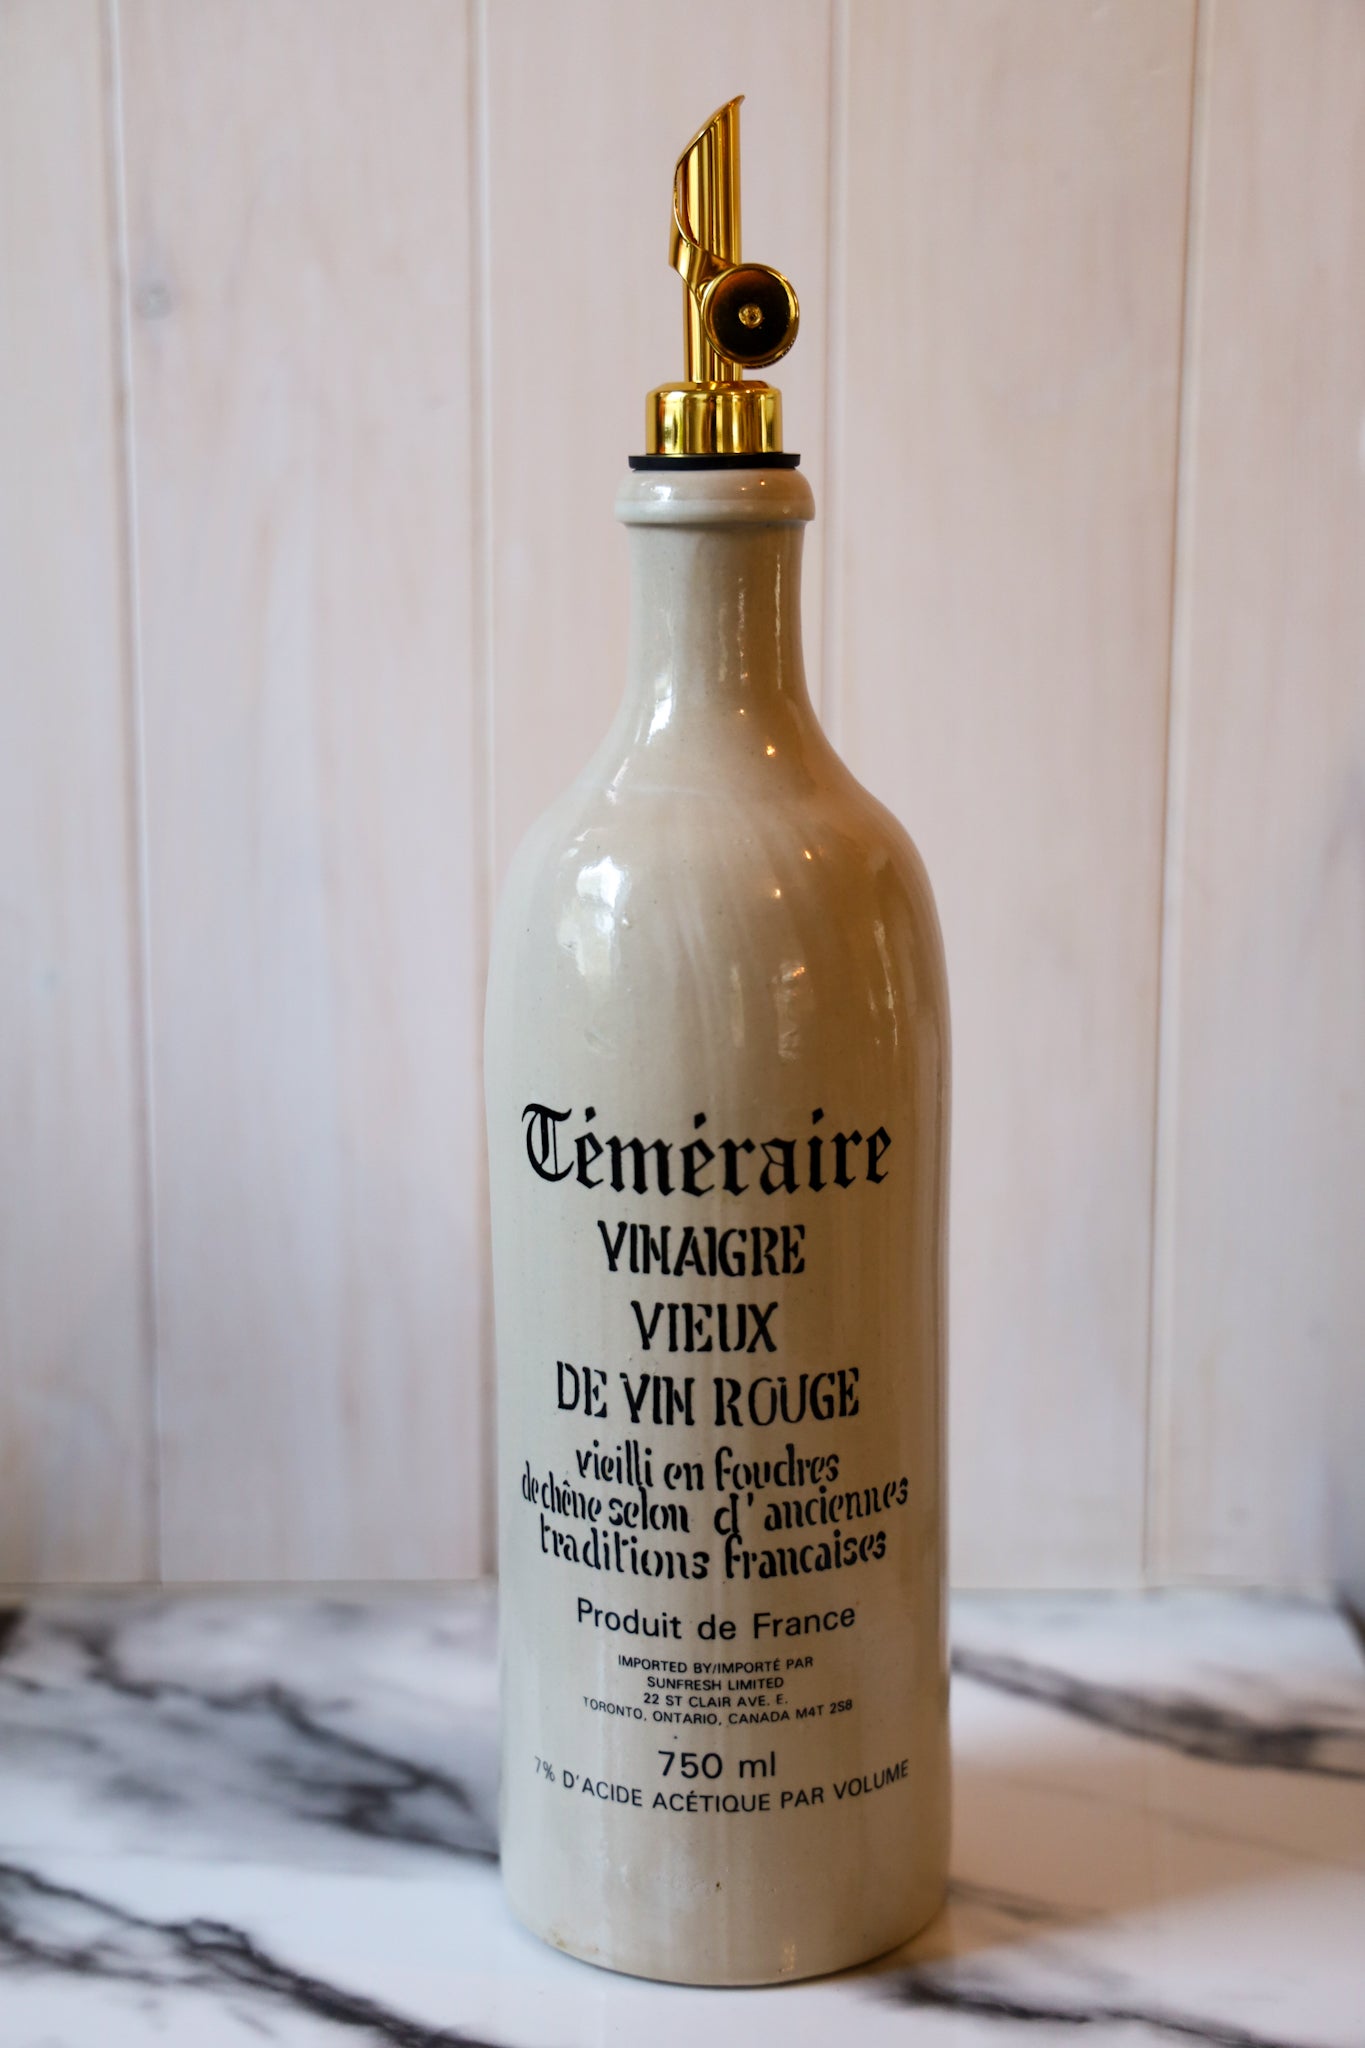 Téméraire
VINAIGRE
VIEUX
DE VIN ROUGE
vieilli en foudres
de chêne selon d'anciennes
traditions francaises
Produit de France
IMPORTED BY/IMPORTÉ PAR
SUNFRESH LIMITED
22 ST CLAIR AVE. E.
TORONTO, ONTARIO, CANADA M4T 2S8
750 ml
7% D'ACIDE ACÉTIQUE PAR VOLUME